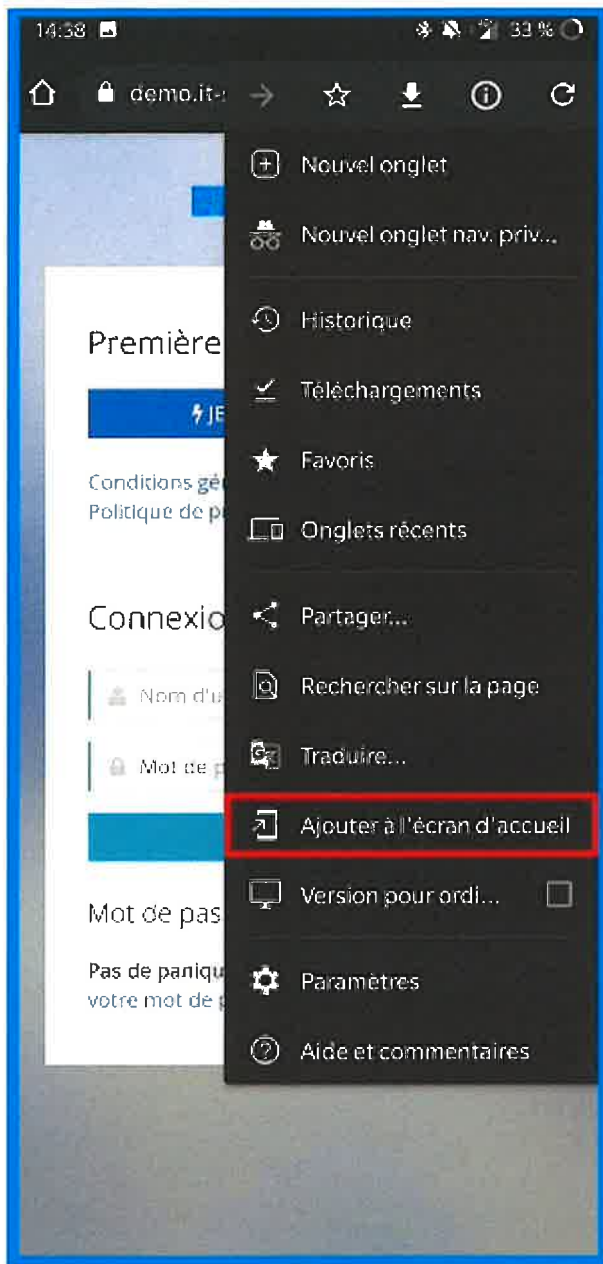 14:38
33 %
demo.it-
Nouvel onglet
Nouvel onglet nav. priv...
Historique
Première
Téléchargements
JE
Favoris
Conditions gé
Politique de p
Onglets récents
Connexio
Partager...
Rechercher sur la page
Nom d'u
Traduire...
Mot de p
Ajouter à l'écran d'accueil
Version pour ordi...
Mot de pas
Pas de paniqu
votre mot de p
Paramètres
Aide et commentaires